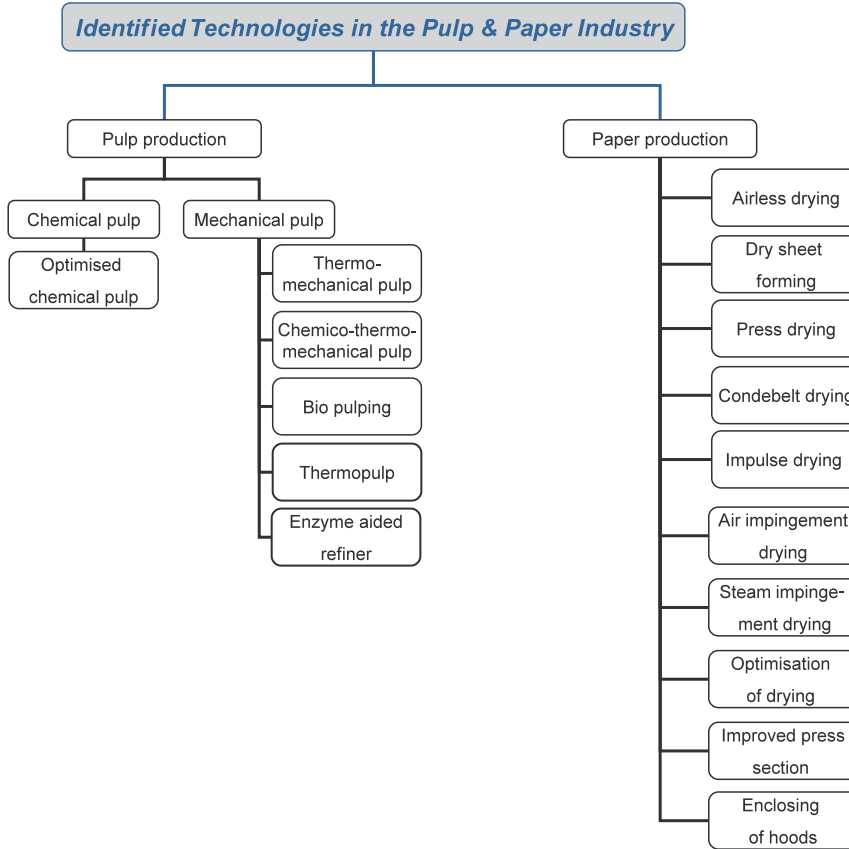 Identified Technologies in the Pulp & Paper Industry
Pulp production
Paper production
Chemical pulp
Mechanical pulp
Optimised
chemical pulp
Thermo-
mechanical pulp
Chemico-thermo-
mechanical pulp
Bio pulping
Thermopulp
Enzyme aided
refiner
Airless drying
Dry sheet
forming
Press drying
Condebelt drying
Impulse drying
Air impingement
drying
Steam impinge-
ment drying
Optimisation
of drying
Improved press
section
Enclosing
of hoods